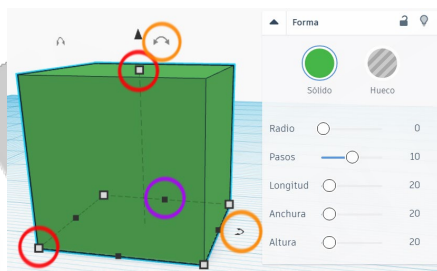 Forma
Sólido Hueco
Radio 0
Pasos 10
Longitud 20
Anchura 20
Altura 20